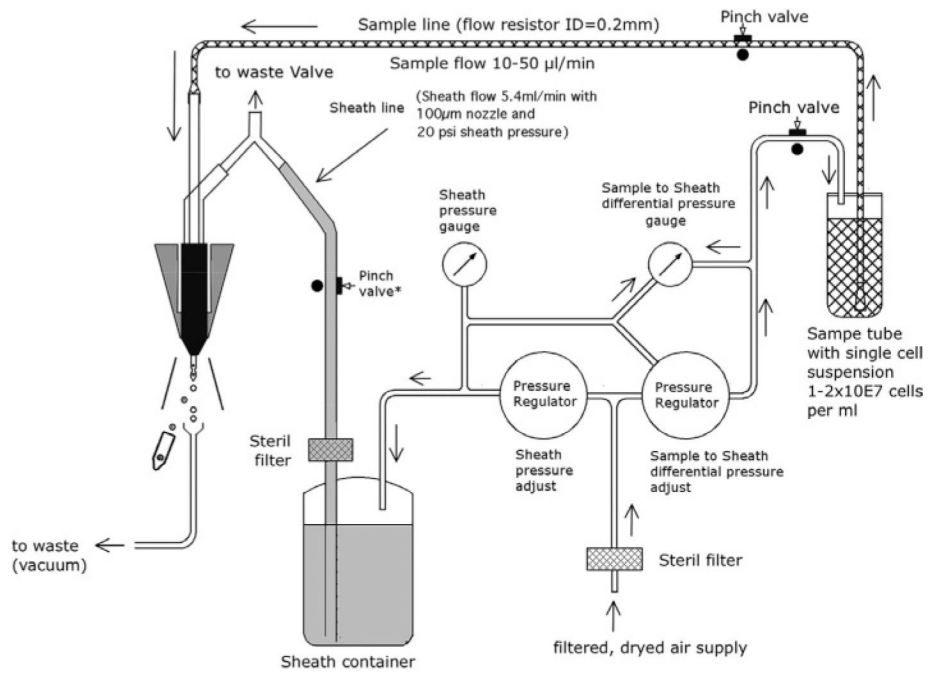 Sample line (flow resistor ID=0.2mm)
Pinch valve
Sample flow 10-50 µl/min
to waste Valve
Sheath line
(Sheath flow 5.4ml/min with
100µm nozzle and
20 psi sheath pressure)
Pinch valve
Sheath
pressure
gauge
Sample to Sheath
differential pressure
gauge
Pinch
valve*
Sampe tube
with single cell
suspension
1-2x10E7 cells
per ml
Pressure
Regulator
Pressure
Regulator
Steril
filter
Sheath
pressure
adjust
Sample to Sheath
differential pressure
adjust
to waste
(vacuum)
Steril filter
filtered, dryed air supply
Sheath container